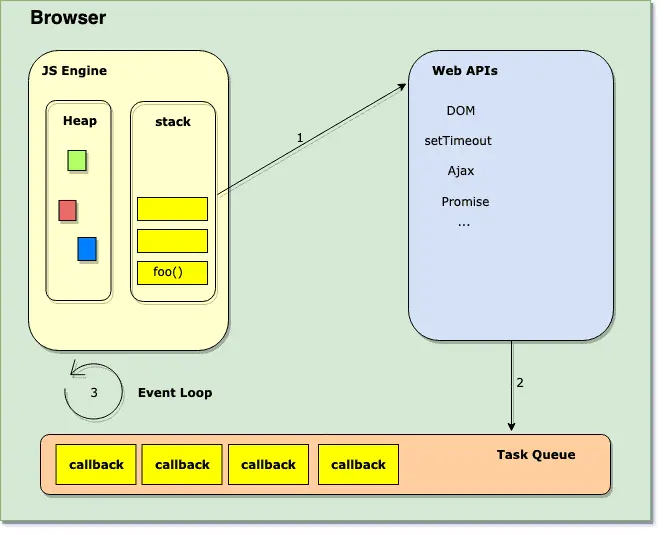 Browser
JS Engine
Heap
stack
foo()
1
Web APIs
DOM
setTimeout
Ajax
Promise
...
2
3
Event Loop
Task Queue
callback
callback
callback
callback